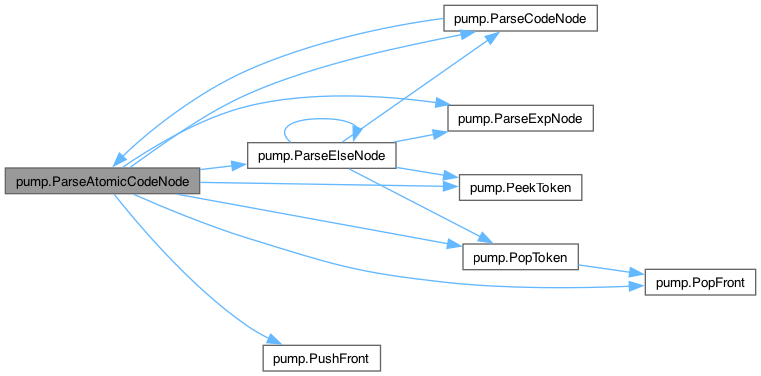 pump.ParseCodeNode
pump.ParseExpNode
pump.ParseElseNode
pump.ParseAtomicCodeNode
pump.PeekToken
pump.PopToken
pump.PopFront
pump.PushFront